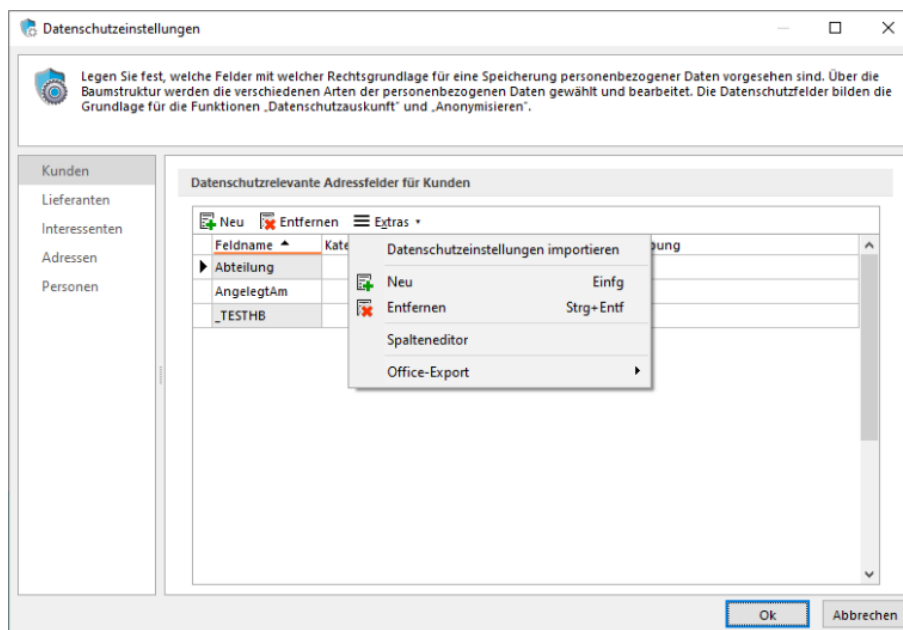 Datenschutzeinstellungen
Legen Sie fest, welche Felder mit welcher Rechtsgrundlage für eine Speicherung personenbezogener Daten vorgesehen sind. Über die
Baumstruktur werden die verschiedenen Arten der personenbezogenen Daten gewählt und bearbeitet. Die Datenschutzfelder bilden die
Grundlage für die Funktionen „Datenschutzauskunft“ und „Anonymisieren“.
Kunden
Lieferanten
Interessenten
Adressen
Personen
Datenschutzrelevante Adressfelder für Kunden
Neu Entfernen Extras
Feldname Kate bung
Abteilung
AngelegtAm
_TESTHB
Datenschutzeinstellungen importieren
Neu Einfg
Entfernen Strg+Entf
Spalteneditor
Office-Export
Ok Abbrechen